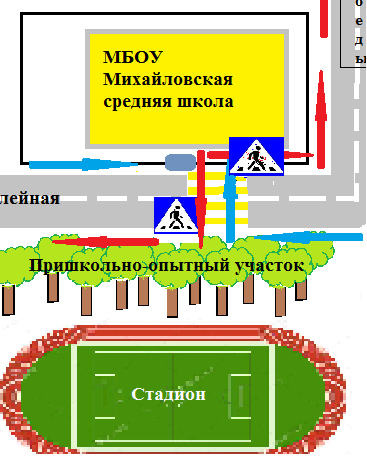 о
е
д
ы
МБОУ
Михайловская
средняя школа
лейная
Пришкольно-опытный участок
Стадион